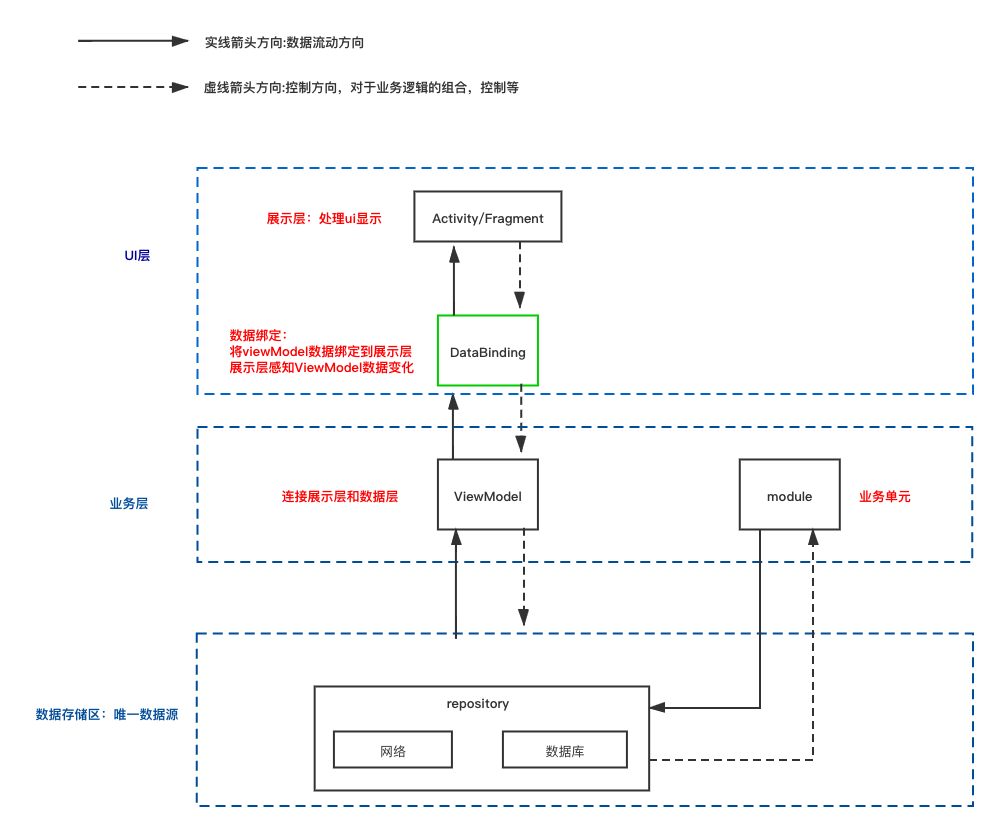 实线箭头方向:数据流动方向
虚线箭头方向:控制方向，对于业务逻辑的组合，控制等
展示层：处理ui显示
Activity/Fragment
UI层
数据绑定：
将viewModel数据绑定到展示层
展示层感知ViewModel数据变化
DataBinding
业务层
连接展示层和数据层
ViewModel
module
业务单元
数据存储区：唯一数据源
repository
网络
数据库